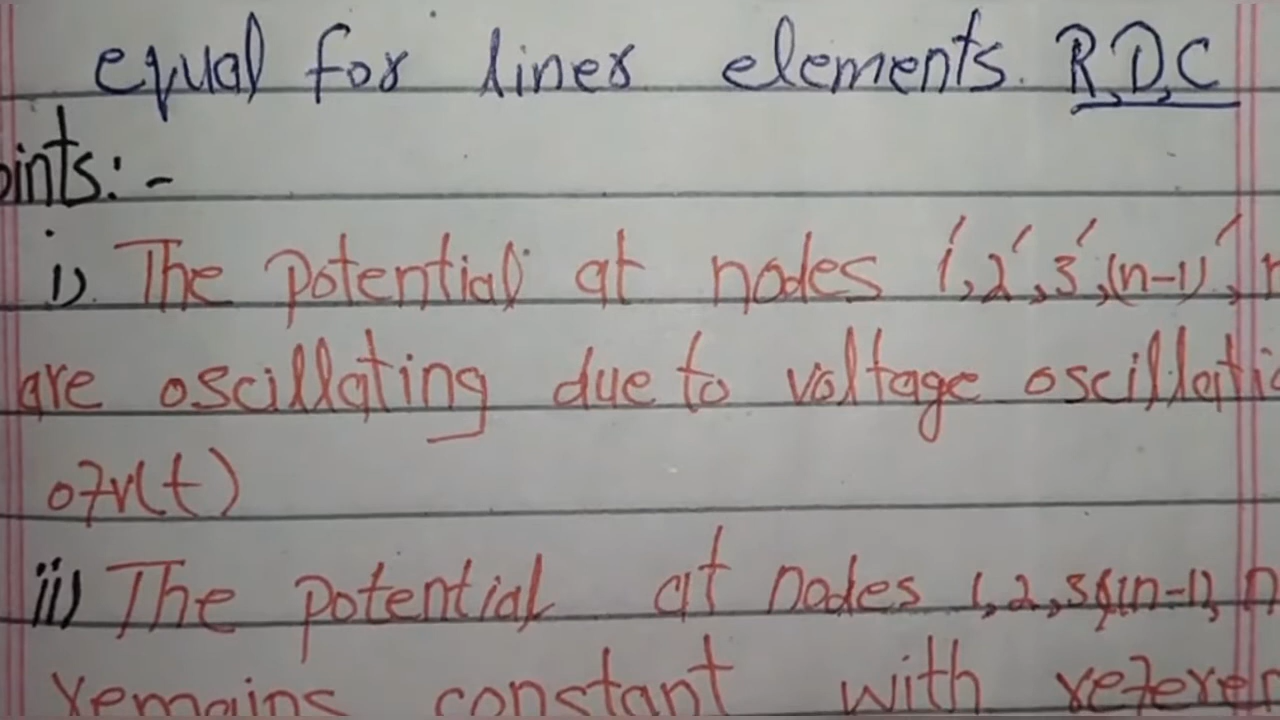 equal for liner elements. R,D,C
oints:-
i) The potential at nodes 1',2',3',(n-1)',
are oscillating due to voltage oscillatio
of v(t)
ii) The potential at nodes 1,2,3,(n-1), n
remains constant with referen